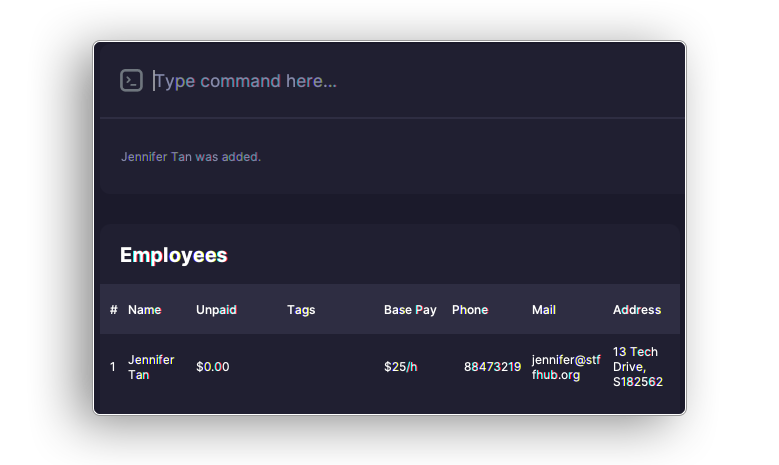 Type command here...
Jennifer Tan was added.
Employees
# Name Unpaid Tags Base Pay Phone Mail Address
1 Jennifer Tan $0.00 $25/h 88473219 jennifer@stffhub.org 13 Tech Drive, S182562